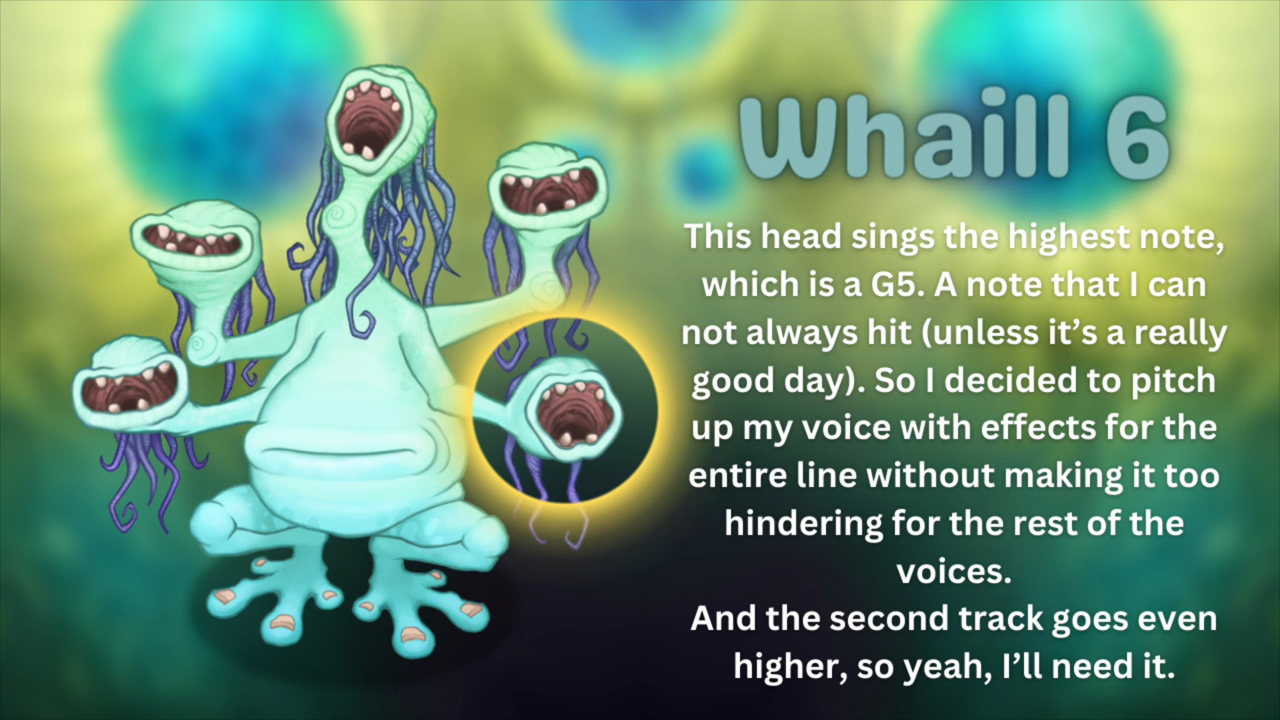 Whaill 6
This head sings the highest note,
which is a G5. A note that I can
not always hit (unless it’s a really
good day). So I decided to pitch
up my voice with effects for the
entire line without making it too
hindering for the rest of the
voices.
And the second track goes even
higher, so yeah, I’ll need it.